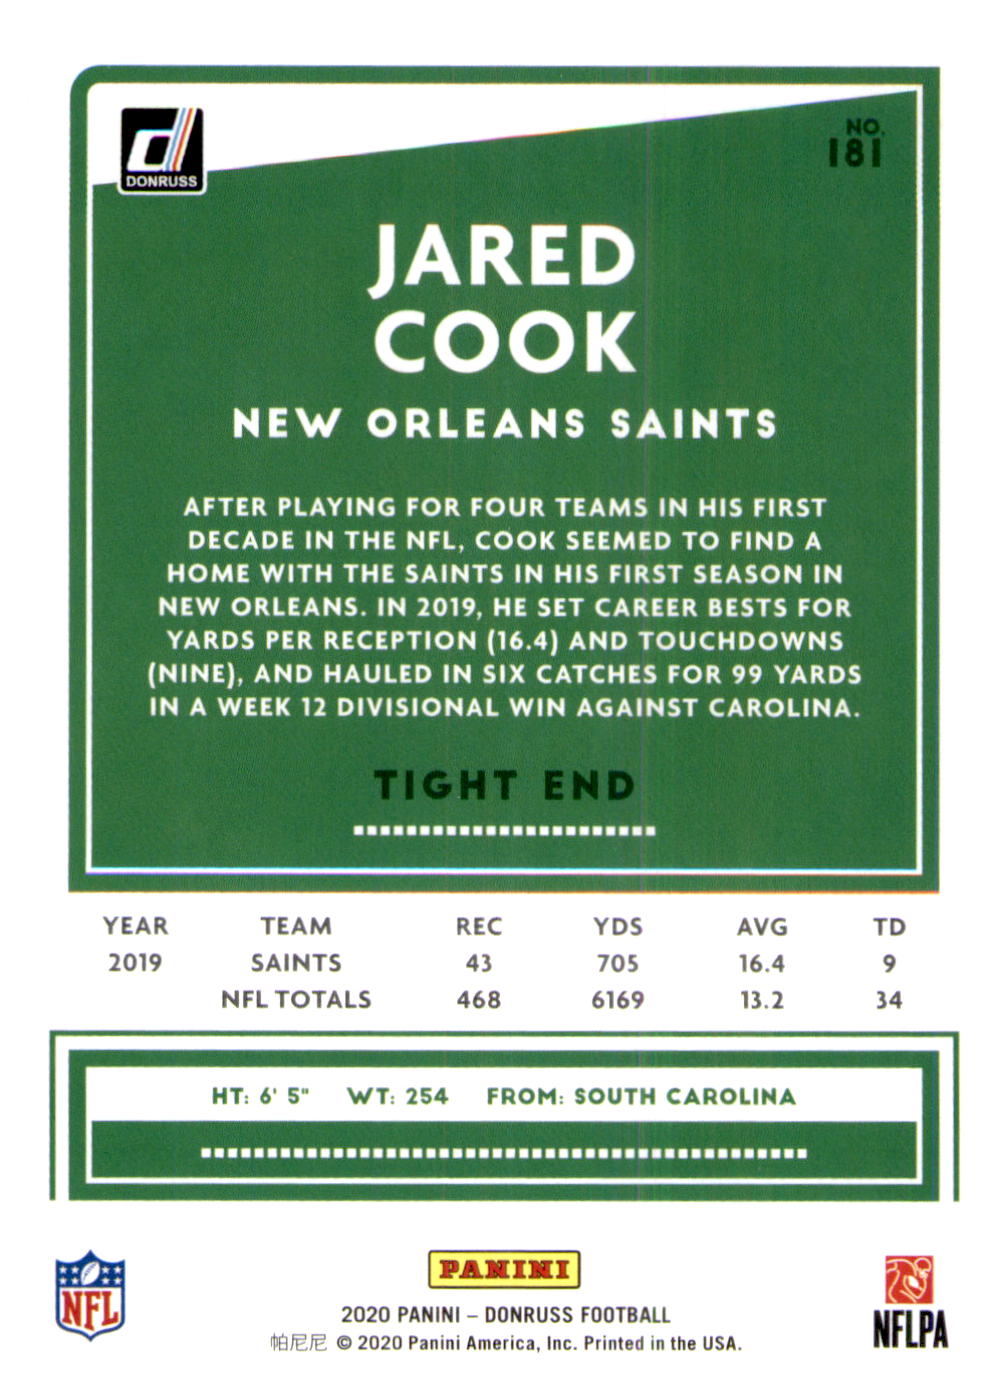 DONRUSS
NO.
181
JARED
COOK
NEW ORLEANS SAINTS
AFTER PLAYING FOR FOUR TEAMS IN HIS FIRST
DECADE IN THE NFL, COOK SEEMED TO FIND A
HOME WITH THE SAINTS IN HIS FIRST SEASON IN
NEW ORLEANS. IN 2019, HE SET CAREER BESTS FOR
YARDS PER RECEPTION (16.4) AND TOUCHDOWNS
(NINE), AND HAULED IN SIX CATCHES FOR 99 YARDS
IN A WEEK 12 DIVISIONAL WIN AGAINST CAROLINA.
TIGHT END
YEAR TEAM REC YDS AVG TD
2019 SAINTS 43 705 16.4 9
NFL TOTALS 468 6169 13.2 34
HT: 6' 5" WT: 254 FROM: SOUTH CAROLINA
NFL
PANINI
NFLPA
2020 PANINI – DONRUSS FOOTBALL
帕尼尼 © 2020 Panini America, Inc. Printed in the USA.